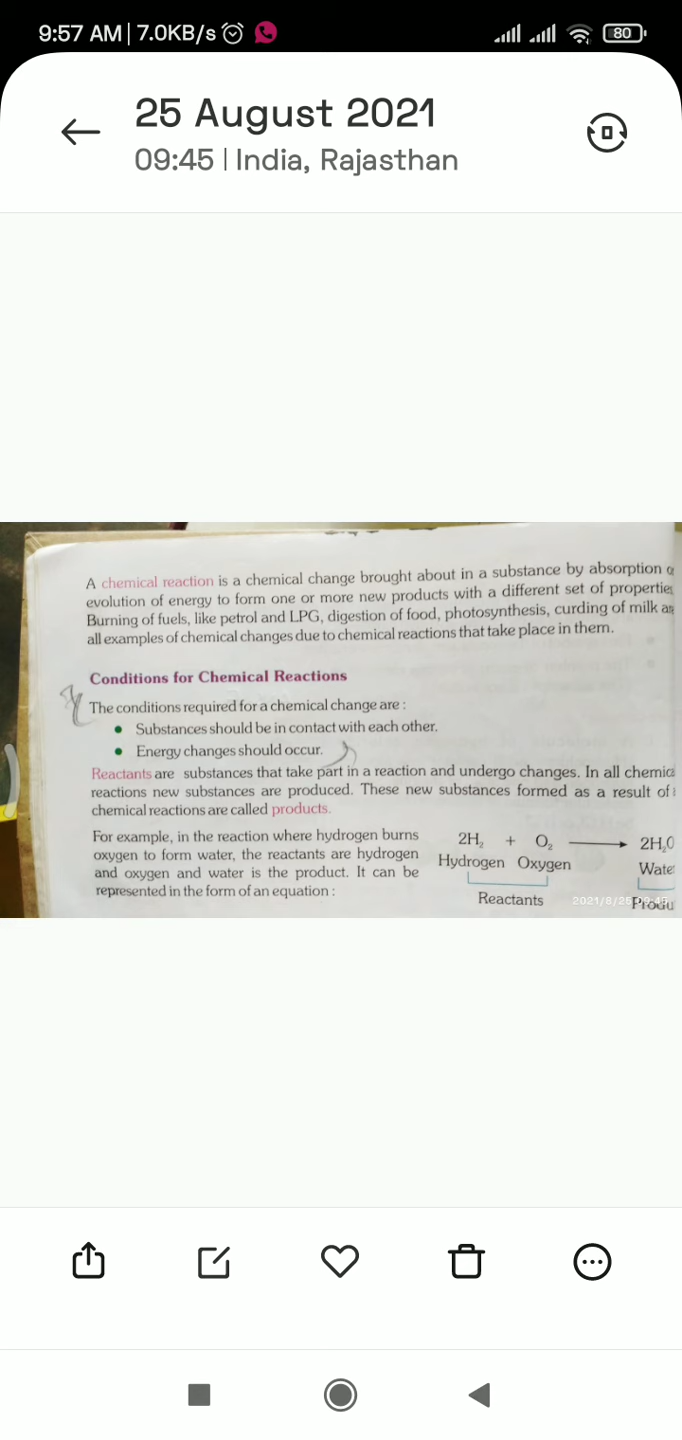 9:57 AM | 7.0KB/s
80
25 August 2021
09:45 | India, Rajasthan
A chemical reaction is a chemical change brought about in a substance by absorption
evolution of energy to form one or more new products with a different set of
Burning of fuels, like petrol and LPG, digestion of food, photosynthesis, curding of milk
all examples of chemical changes due to chemical reactions that take place in them.
Conditions for Chemical Reactions
The conditions required for a chemical change are :
• Substances should be in contact with each other.
• Energy changes should occur.
Reactants are substances that take part in a reaction and undergo changes. In all
reactions new substances are produced. These new substances formed as a result of
chemical reactions are called products.
For example, in the reaction where hydrogen burns
oxygen to form water, the reactants are hydrogen
and oxygen and water is the product. It can be
represented in the form of an equation :
2H₂ + O₂ → 2H₂O
Hydrogen Oxygen
Reactants
2021/8/25 09:45